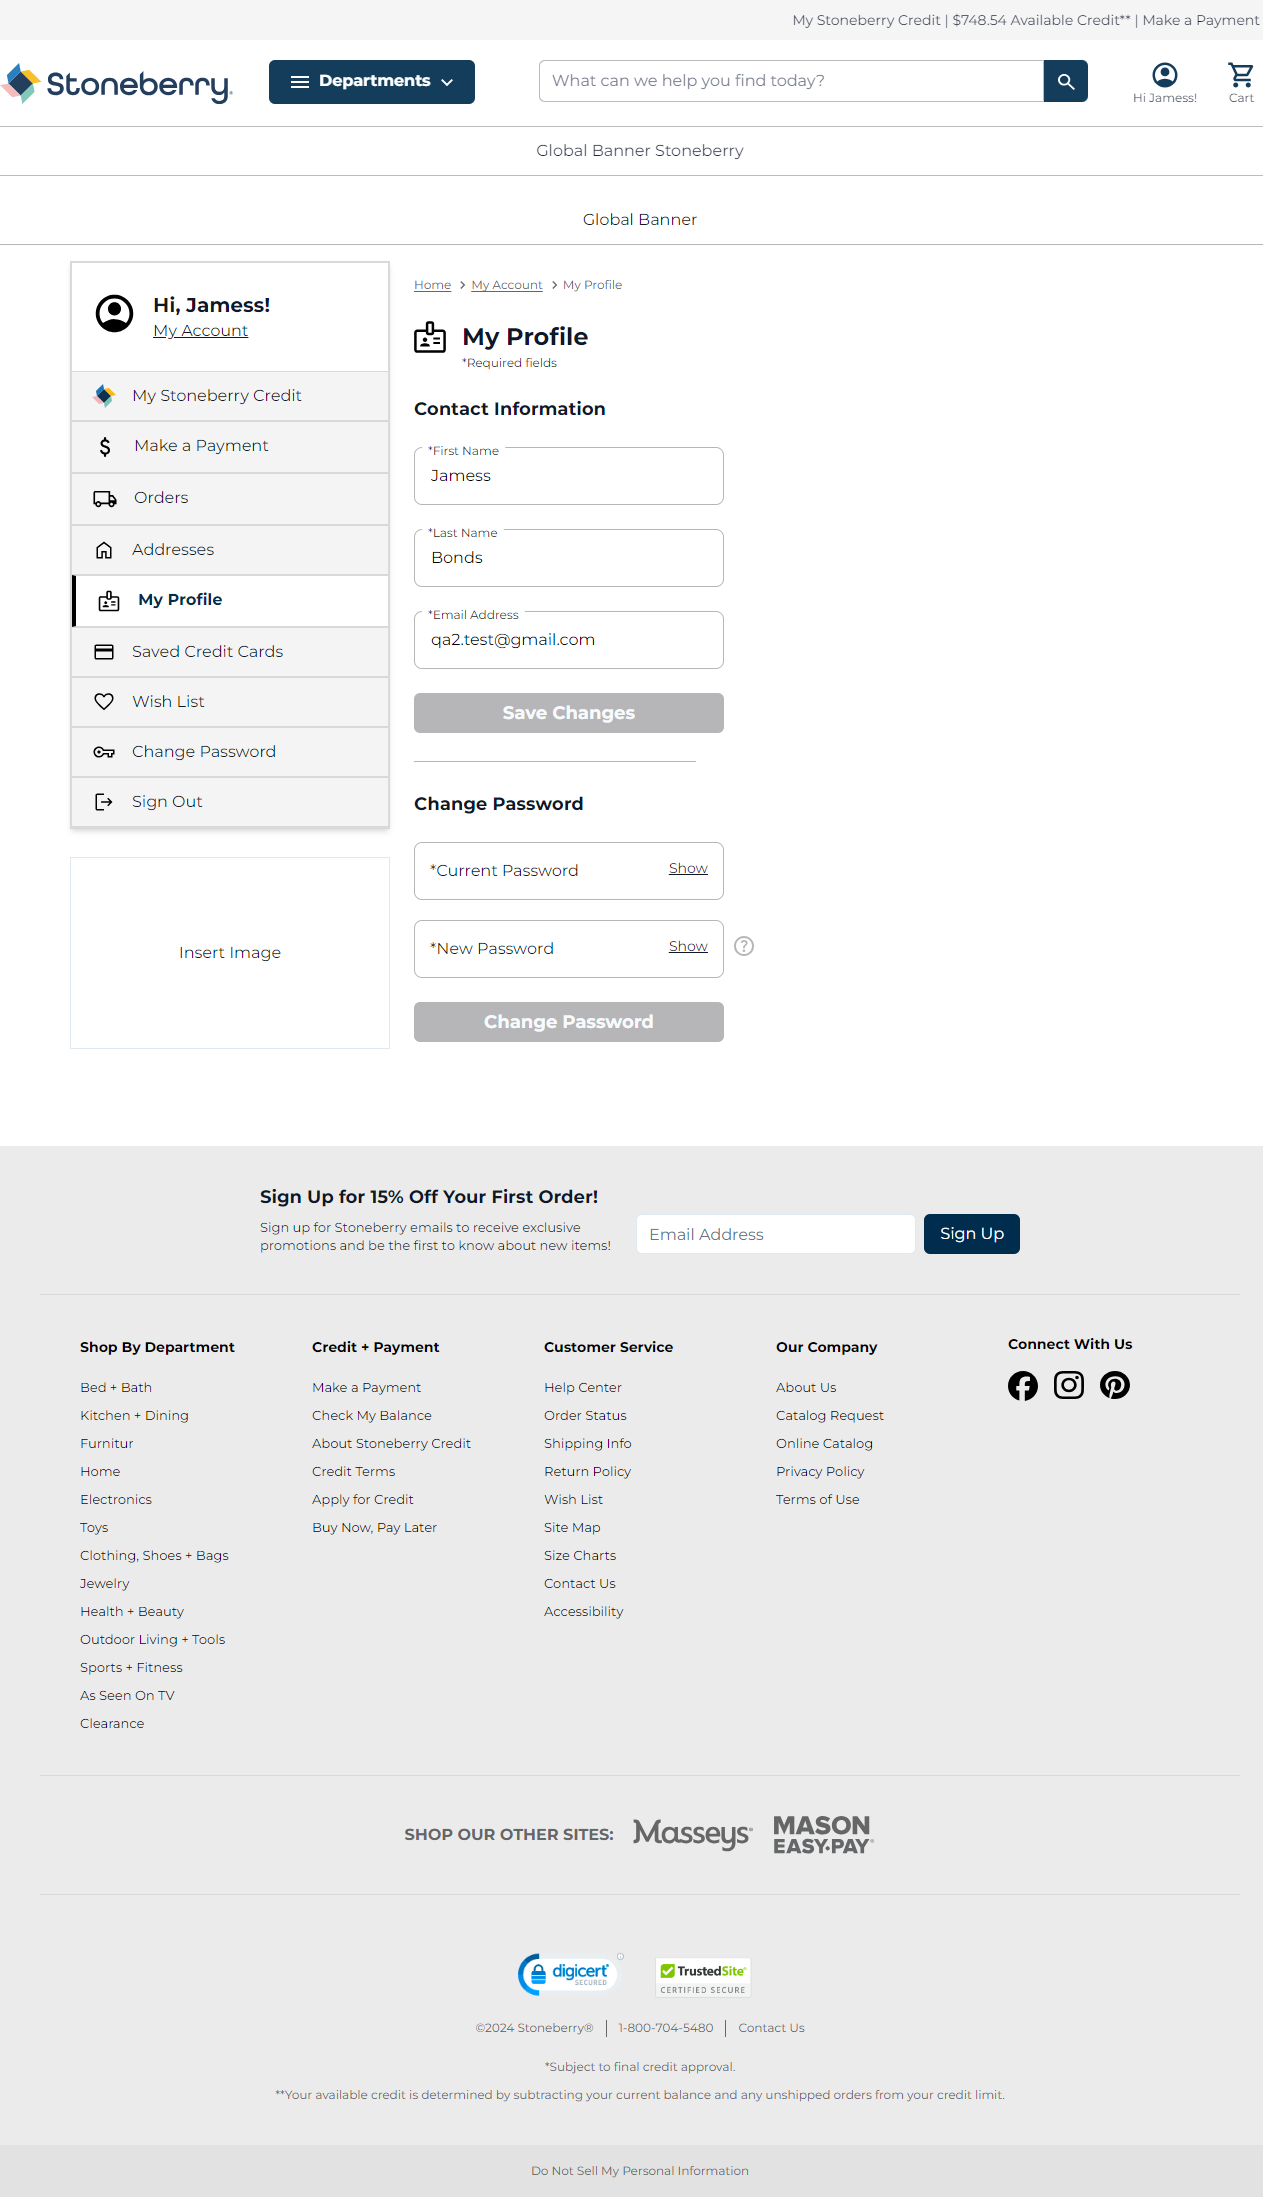 My Stoneberry Credit | $748.54 Available Credit** | Make a Payment
Stoneberry
Departments
What can we help you find today?
Hi Jamess!
Cart
Global Banner Stoneberry
Global Banner
Hi, Jamess!
My Account
My Stoneberry Credit
Make a Payment
Orders
Addresses
My Profile
Saved Credit Cards
Wish List
Change Password
Sign Out
Insert Image
Home > My Account > My Profile
My Profile
*Required fields
Contact Information
*First Name
Jamess
*Last Name
Bonds
*Email Address
qa2.test@gmail.com
Save Changes
Change Password
*Current Password Show
*New Password Show
?
Change Password
Sign Up for 15% Off Your First Order!
Sign up for Stoneberry emails to receive exclusive
promotions and be the first to know about new items!
Email Address
Sign Up
Shop By Department
Bed + Bath
Kitchen + Dining
Furnitur
Home
Electronics
Toys
Clothing, Shoes + Bags
Jewelry
Health + Beauty
Outdoor Living + Tools
Sports + Fitness
As Seen On TV
Clearance
Credit + Payment
Make a Payment
Check My Balance
About Stoneberry Credit
Credit Terms
Apply for Credit
Buy Now, Pay Later
Customer Service
Help Center
Order Status
Shipping Info
Return Policy
Wish List
Site Map
Size Charts
Contact Us
Accessibility
Our Company
About Us
Catalog Request
Online Catalog
Privacy Policy
Terms of Use
Connect With Us
SHOP OUR OTHER SITES:
Masseys
MASON
EASY·PAY
digicert
SECURED
TrustedSite
CERTIFIED SECURE
©2024 Stoneberry® | 1-800-704-5480 | Contact Us
*Subject to final credit approval.
**Your available credit is determined by subtracting your current balance and any unshipped orders from your credit limit.
Do Not Sell My Personal Information